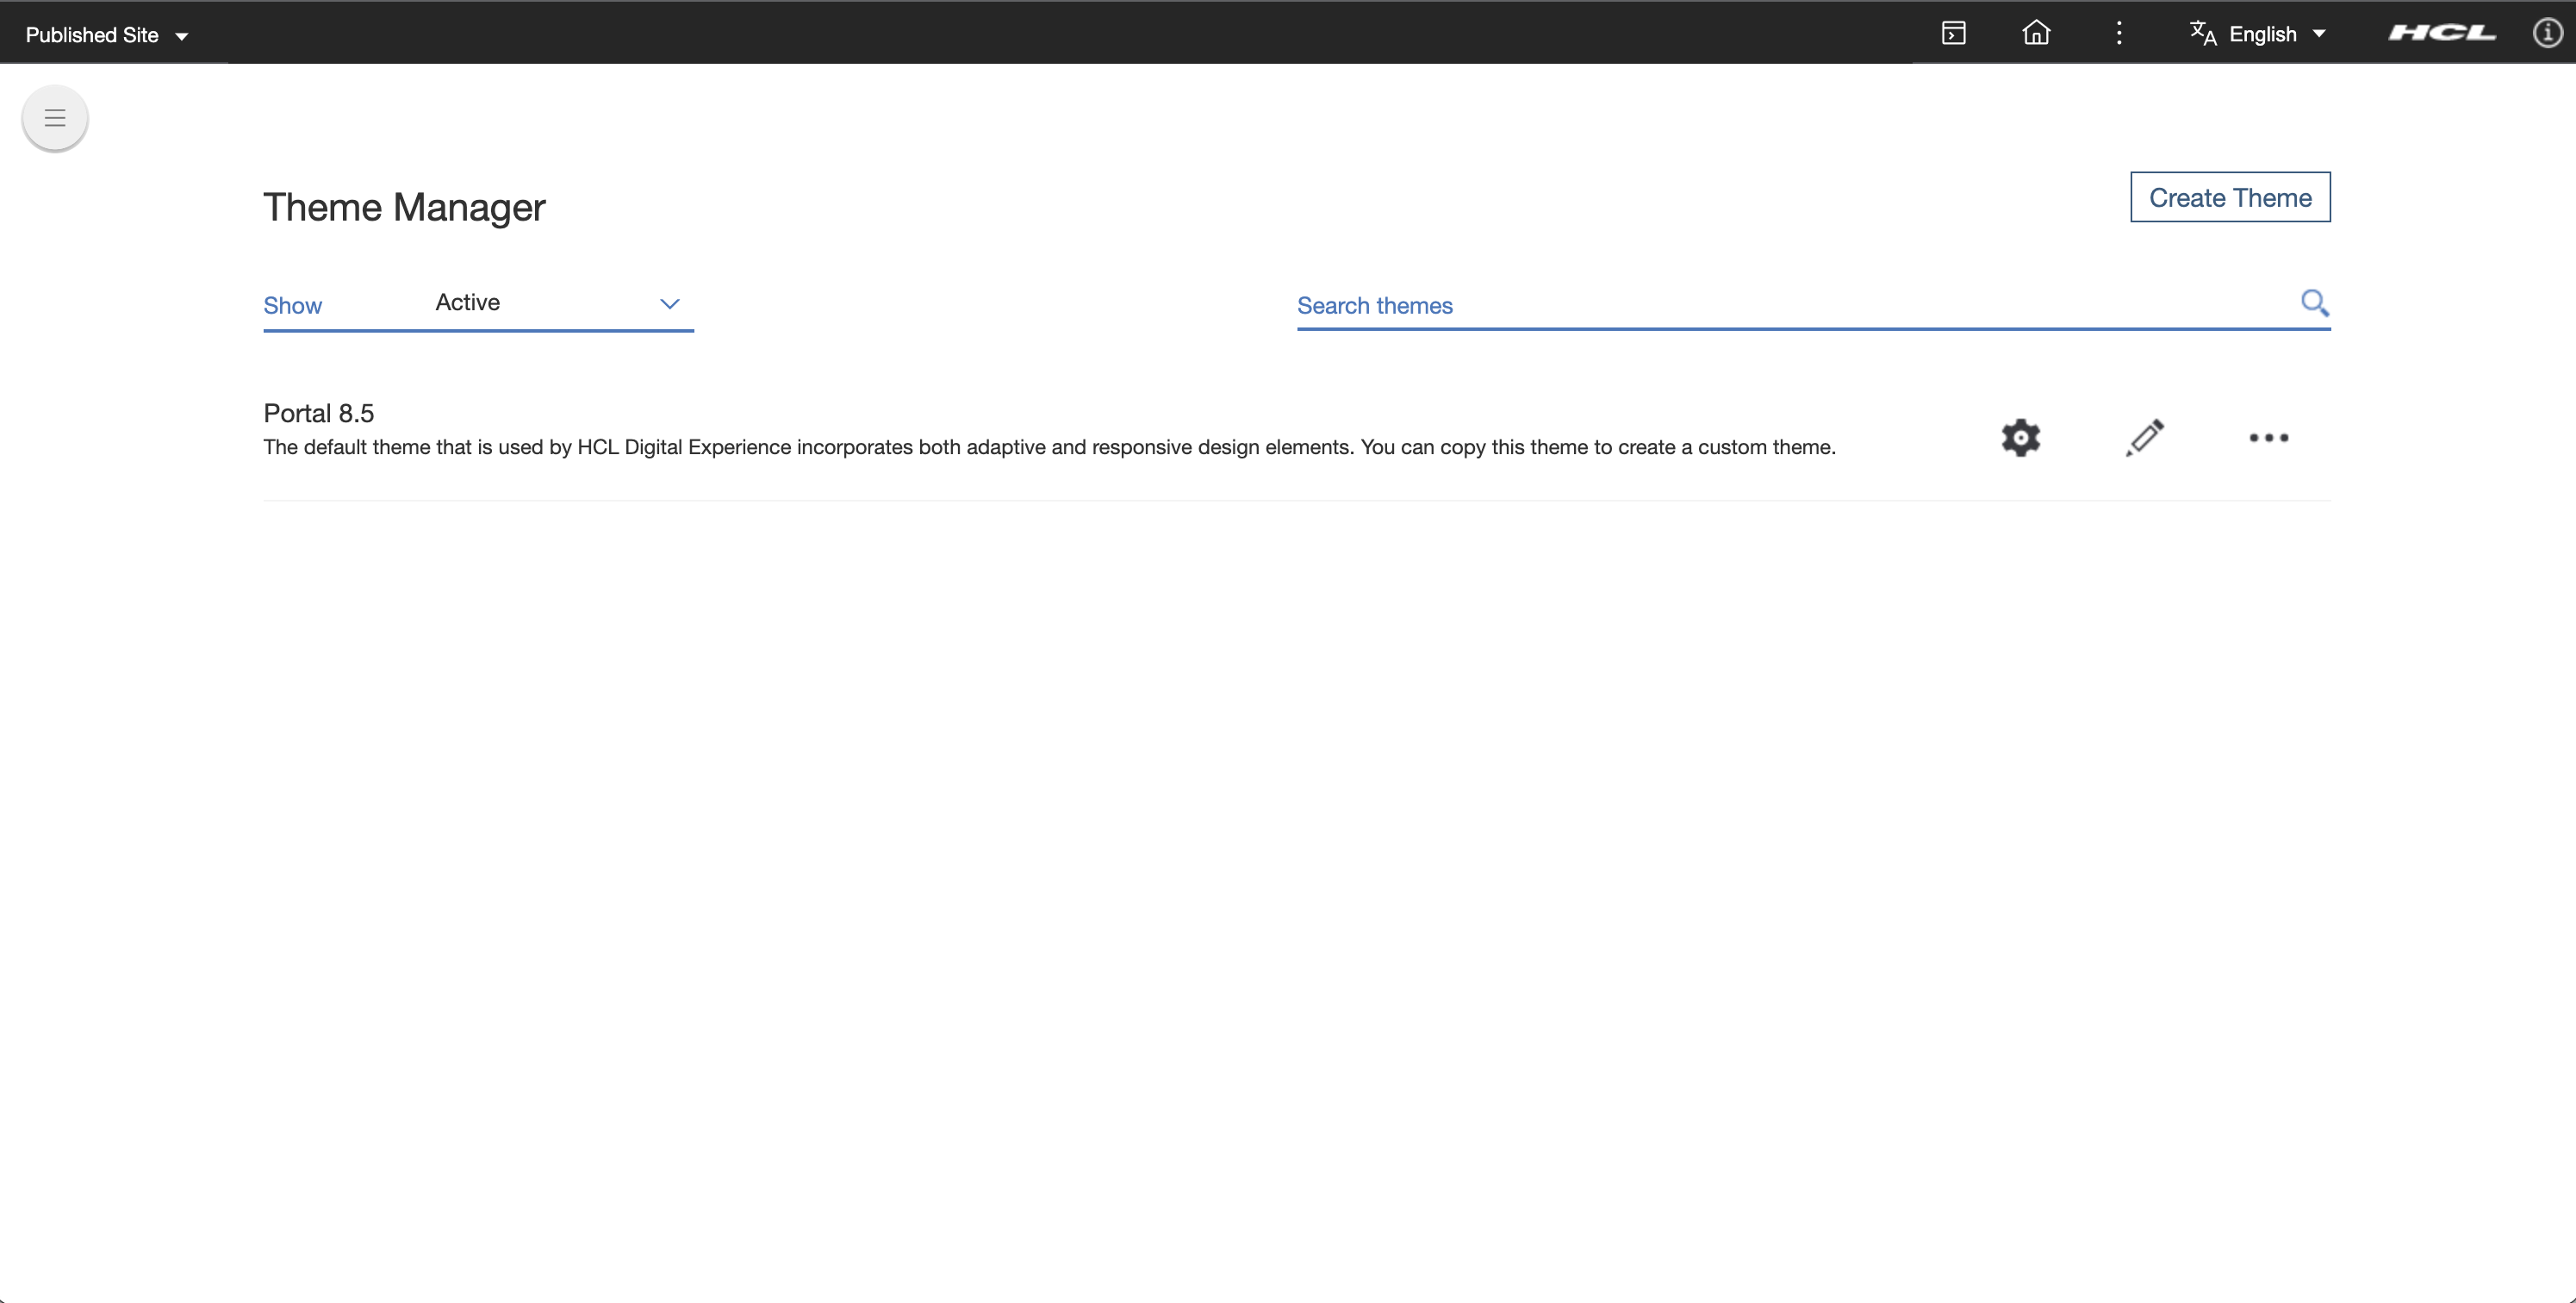 Published Site
English
HCL
Theme Manager
Create Theme
Show
Active
Search themes
Portal 8.5
The default theme that is used by HCL Digital Experience incorporates both adaptive and responsive design elements. You can copy this theme to create a custom theme.